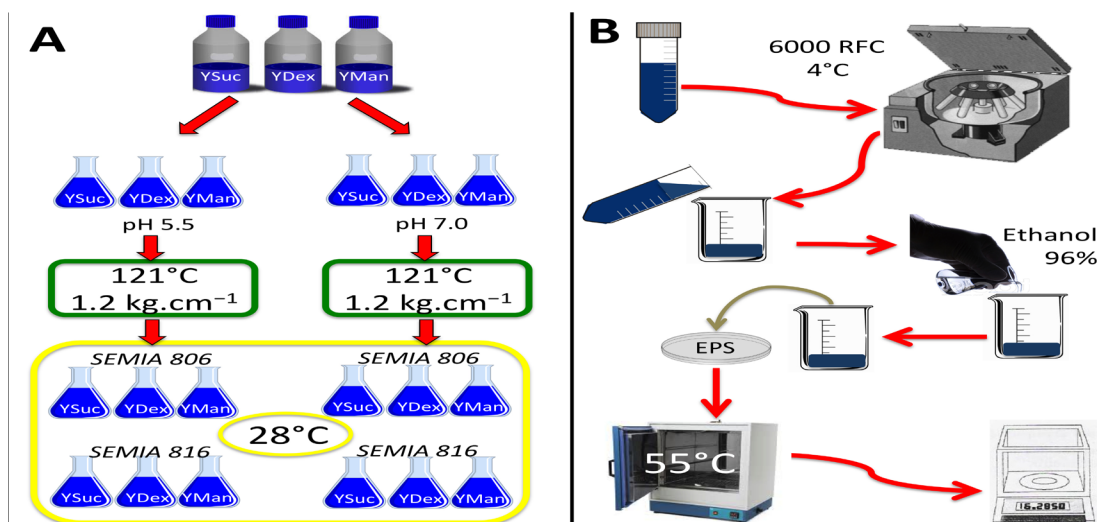 A
YSuc YDex YMan
YSuc YDex YMan
YSuc YDex YMan
pH 5.5
pH 7.0
121°C
1.2 kg.cm⁻¹
121°C
1.2 kg.cm⁻¹
SEMIA 806
SEMIA 806
YSuc YDex YMan
YSuc YDex YMan
28°C
SEMIA 816
SEMIA 816
YSuc YDex YMan
YSuc YDex YMan
B
6000 RFC
4°C
Ethanol
96%
EPS
55°C
16.2850